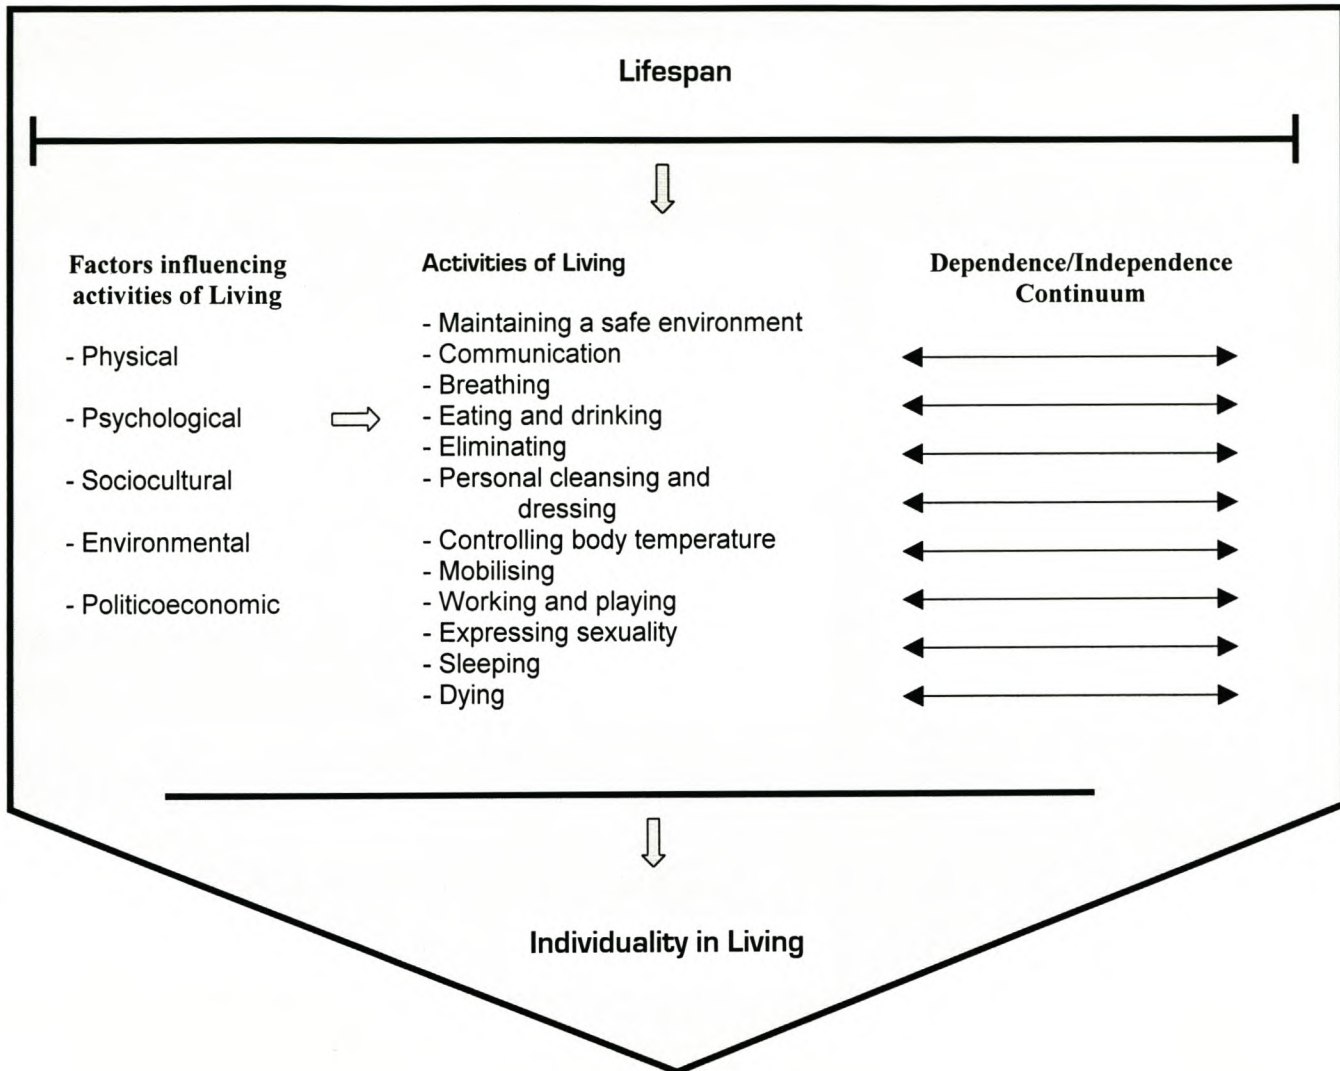 Lifespan
Factors influencing
activities of Living
- Physical
- Psychological
- Sociocultural
- Environmental
- Politicoeconomic
Activities of Living
- Maintaining a safe environment
- Communication
- Breathing
- Eating and drinking
- Eliminating
- Personal cleansing and
dressing
- Controlling body temperature
- Mobilising
- Working and playing
- Expressing sexuality
- Sleeping
- Dying
Dependence/Independence
Continuum
Individuality in Living